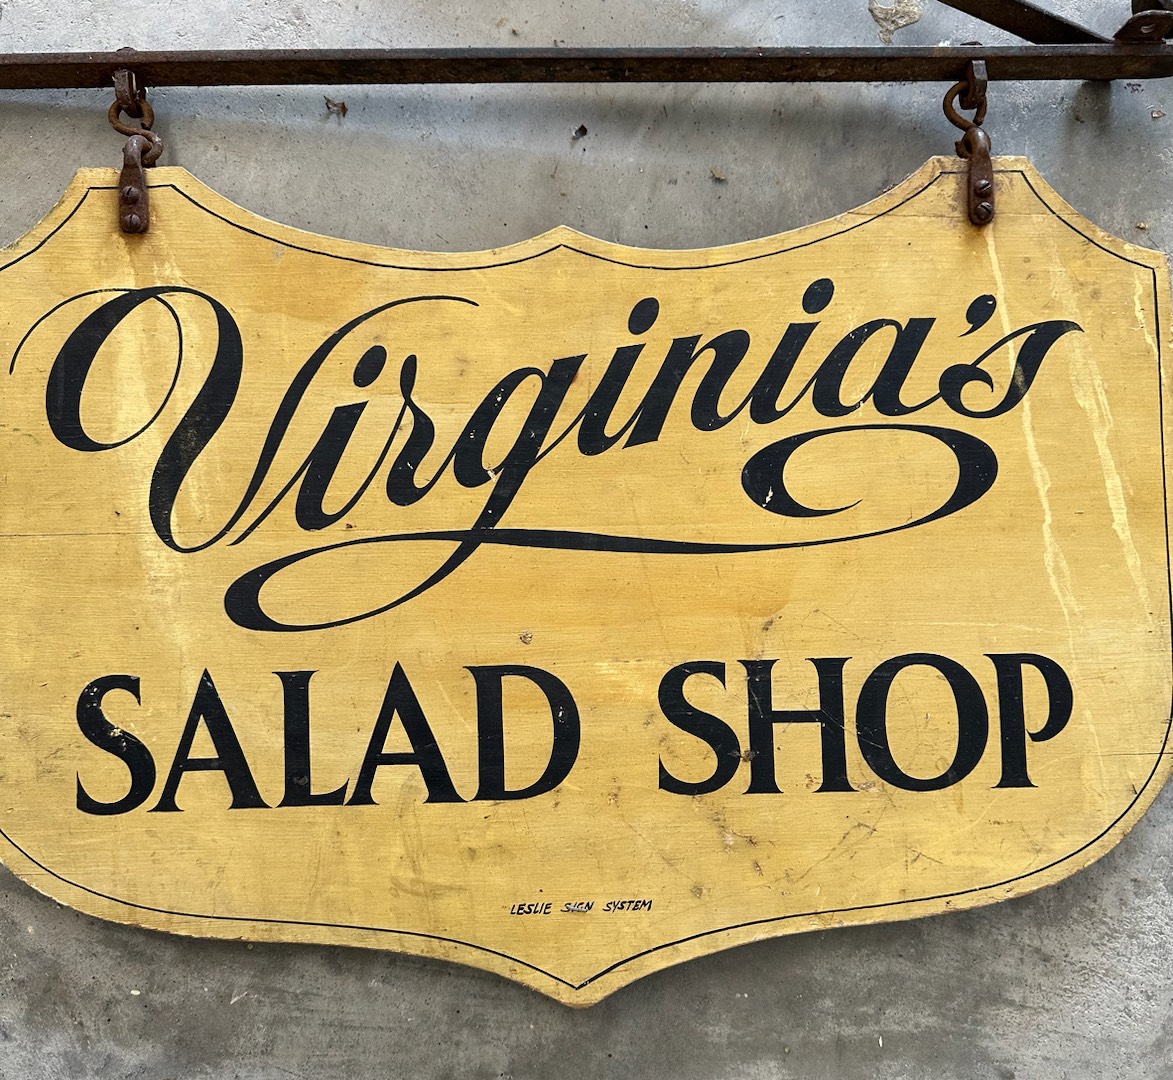 Virginia's
SALAD SHOP
LESLIE SIGN SYSTEM